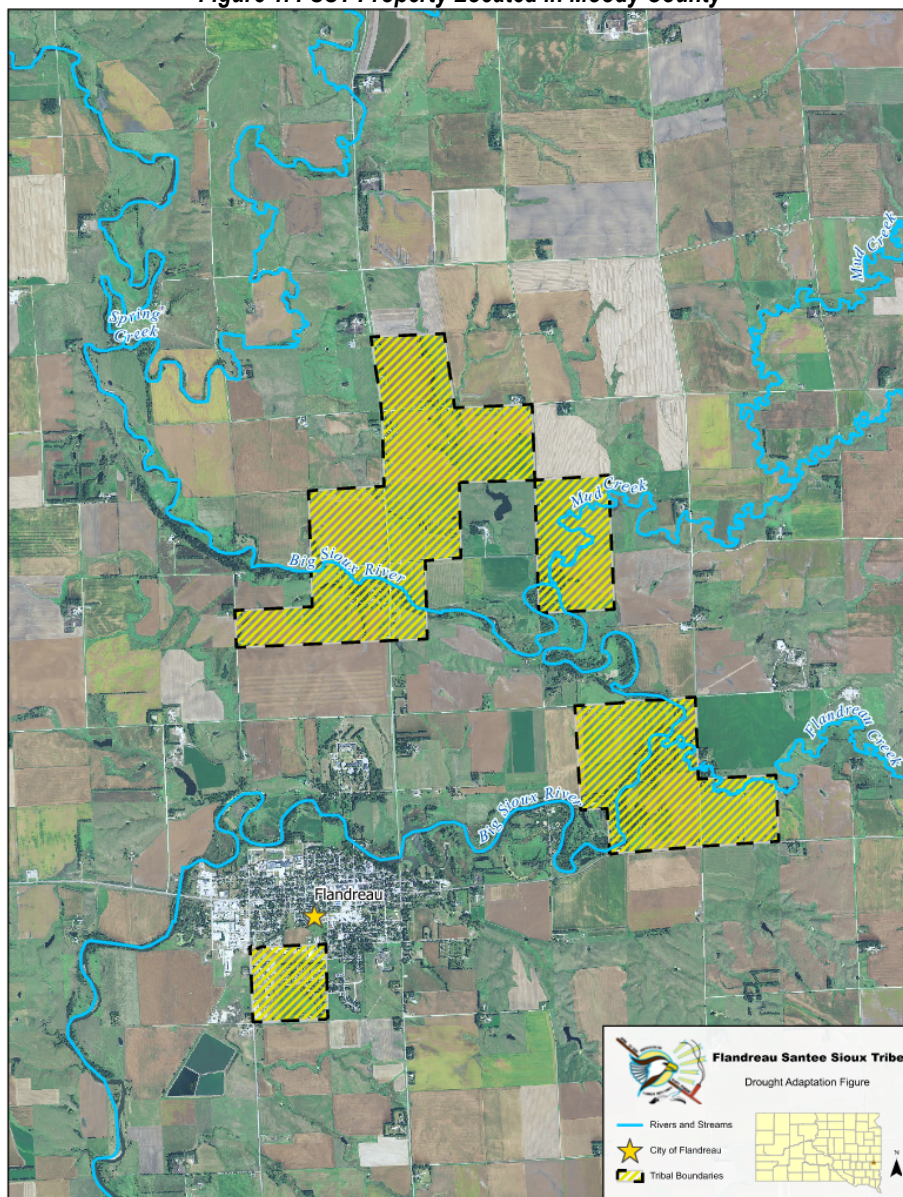 Figure 1. FSST Property Located in Moody County
Mud Creek
Spring
Creek
Mud Creek
Big Sioux River
Flandreau Creek
Big Sioux River
Flandreau
Flandreau Santee Sioux Tribe
Drought Adaptation Figure
Rivers and Streams
City of Flandreau
Tribal Boundaries
N